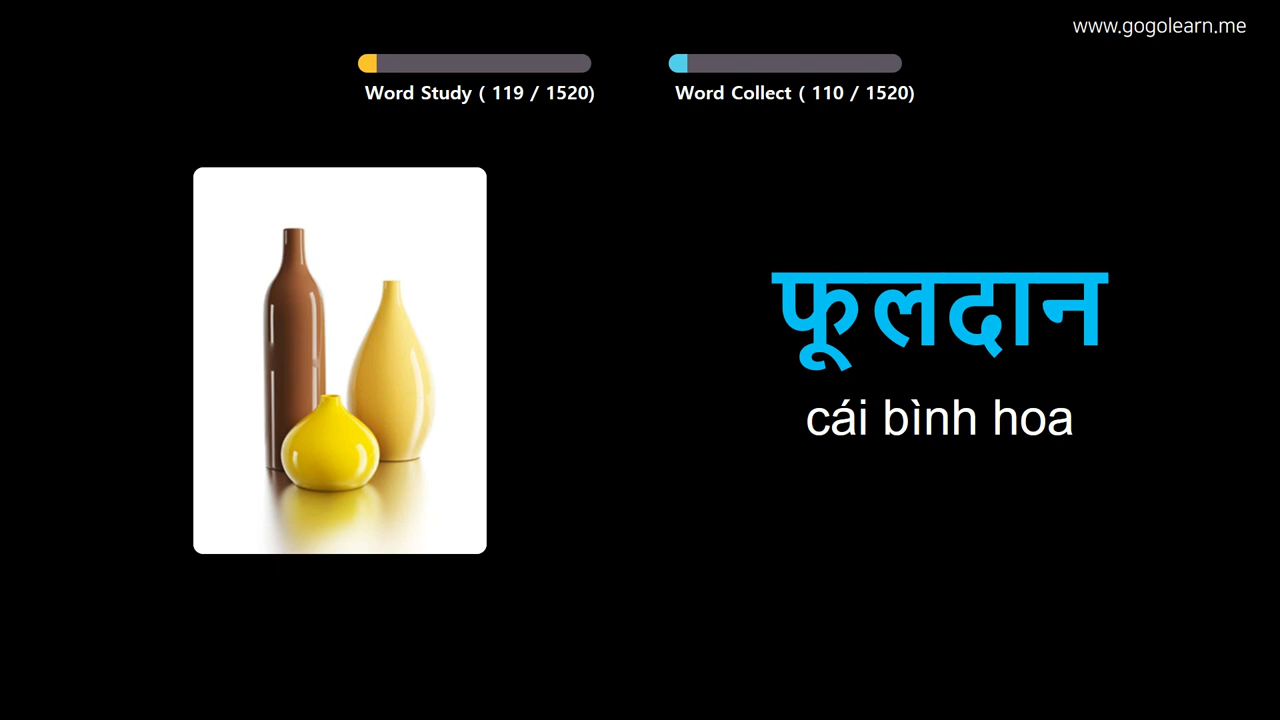 www.gogolearn.me
Word Study ( 119 / 1520)
Word Collect ( 110 / 1520)
फूलदान
cái bình hoa